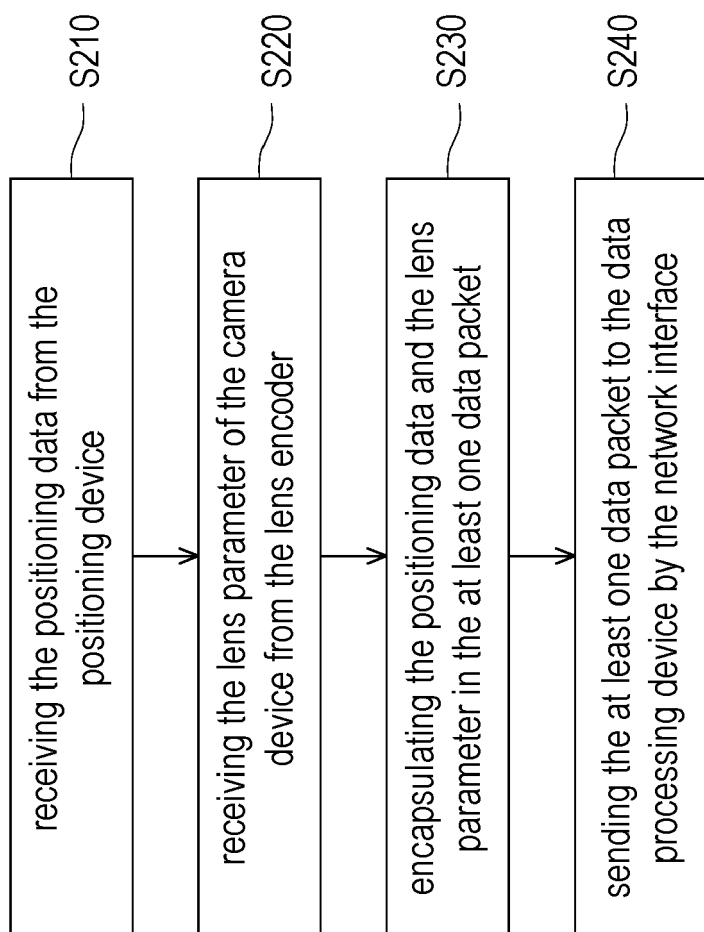 receiving the positioning data from the
positioning device
S210
receiving the lens parameter of the camera
device from the lens encoder
S220
encapsulating the positioning data and the lens
parameter in the at least one data packet
S230
sending the at least one data packet to the data
processing device by the network interface
S240